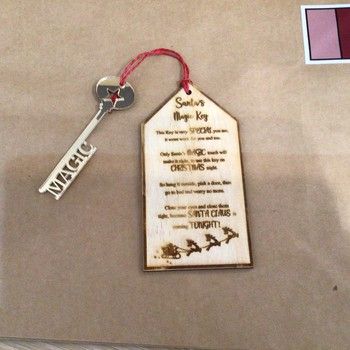 MAGIC
Santa's
Magic Key
This Key is very SPECIAL you see,
it wont work for you and me.
Only Santa's MAGIC touch will
make it right, to use this key on
CHRISTMAS night.
So hang it outside, pick a door, then
go to bed and worry no more.
Close your eyes and close them
tight, because SANTA CLAUS is
coming TONIGHT!